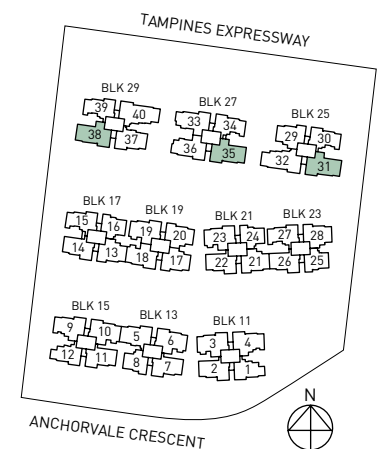 TAMPINES EXPRESSWAY
BLK 29
39 40
38 37
BLK 27
33 34
36 35
BLK 25
29 30
32 31
BLK 17
15 16
14 13
BLK 19
19 20
18 17
BLK 21
23 24
22 21
BLK 23
27 28
26 25
BLK 15
9 10
12 11
BLK 13
5 6
8 7
BLK 11
3 4
2 1
ANCHORVALE CRESCENT
N